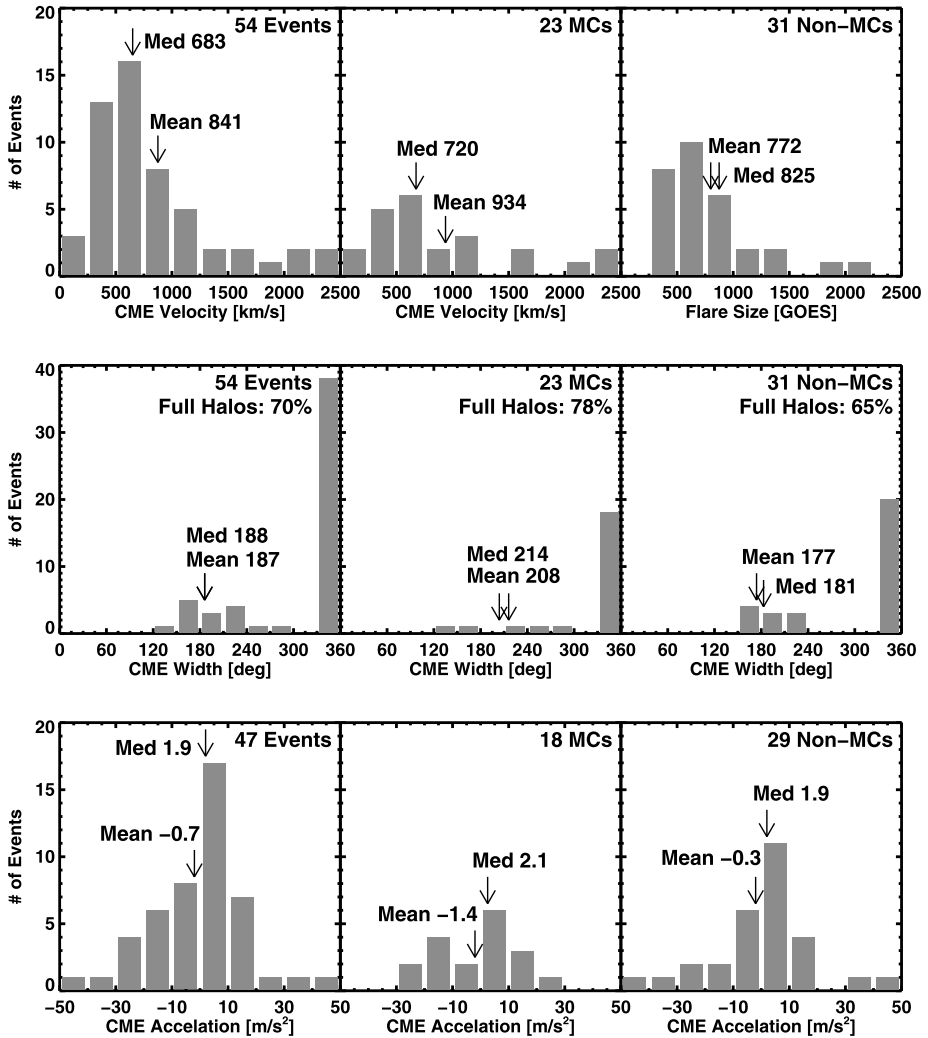 20
15
10
5
0
# of Events
54 Events
Med 683
Mean 841
23 MCs
Med 720
Mean 934
31 Non−MCs
Mean 772
Med 825
0 500 1000 1500 2000 2500 500 1000 1500 2000 2500 500 1000 1500 2000 2500
CME Velocity [km/s] CME Velocity [km/s] Flare Size [GOES]
40
30
20
10
0
# of Events
54 Events
Full Halos: 70%
Med 188
Mean 187
23 MCs
Full Halos: 78%
Med 214
Mean 208
31 Non−MCs
Full Halos: 65%
Mean 177
Med 181
0 60 120 180 240 300 360 60 120 180 240 300 360 60 120 180 240 300 360
CME Width [deg] CME Width [deg] CME Width [deg]
20
15
10
5
0
# of Events
47 Events
Med 1.9
Mean −0.7
18 MCs
Med 2.1
Mean −1.4
29 Non−MCs
Med 1.9
Mean −0.3
−50 −30 −10 10 30 50 −30 −10 10 30 50 −30 −10 10 30 50
CME Accelation [m/s²] CME Accelation [m/s²] CME Accelation [m/s²]